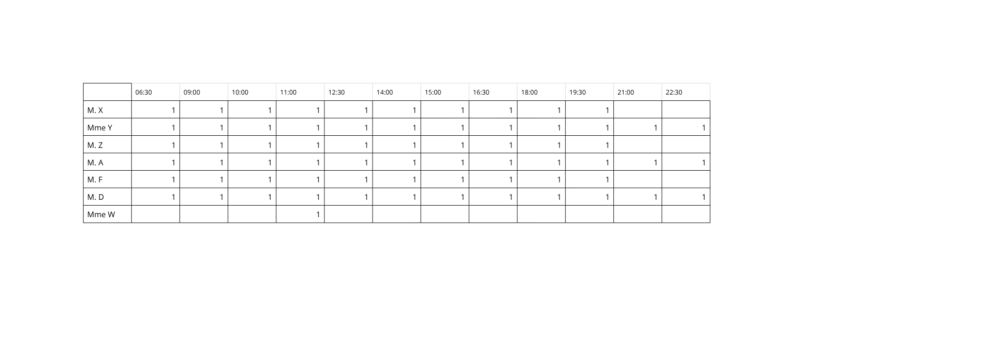 06:30 09:00 10:00 11:00 12:30 14:00 15:00 16:30 18:00 19:30 21:00 22:30
M. X 1 1 1 1 1 1 1 1 1 1
Mme Y 1 1 1 1 1 1 1 1 1 1 1 1
M. Z 1 1 1 1 1 1 1 1 1 1
M. A 1 1 1 1 1 1 1 1 1 1 1 1
M. F 1 1 1 1 1 1 1 1 1 1
M. D 1 1 1 1 1 1 1 1 1 1 1 1
Mme W 1